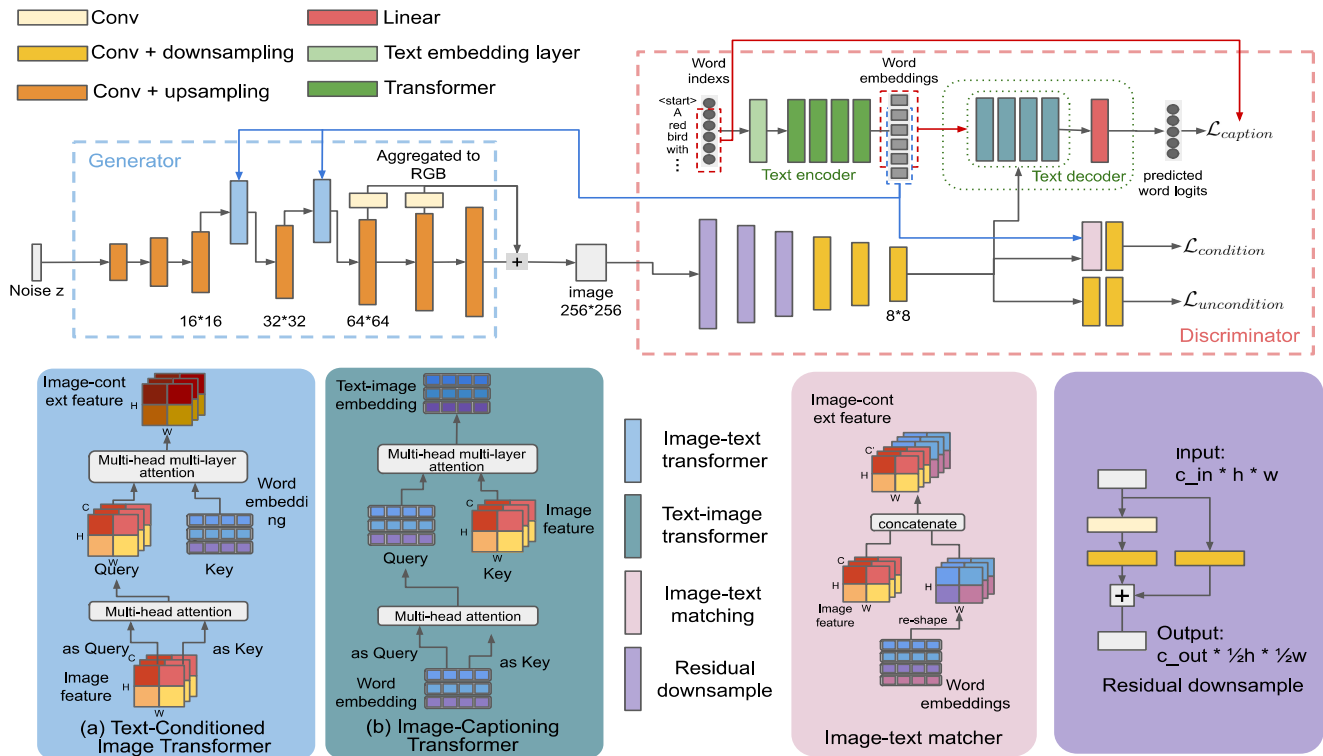 Conv
Conv + downsampling
Conv + upsampling
Linear
Text embedding layer
Transformer
Generator
Aggregated to
RGB
Noise z
16*16
32*32
64*64
+
image
256*256
Word
indexs
<start>
A
red
bird
with
⋮
Text encoder
Word
embeddings
Text decoder
predicted
word logits
ℒcaption
ℒcondition
ℒuncondition
8*8
Discriminator
Image-cont
ext feature
H
W
Multi-head multi-layer
attention
Word
embeddi
ng
C
H
W
Query
Key
Multi-head attention
as Query
as Key
Image
feature
C
H
W
(a) Text-Conditioned
Image Transformer
Text-image
embedding
Multi-head multi-layer
attention
C
H
W
Image
feature
Query
Key
Multi-head attention
as Query
as Key
Word
embedding
(b) Image-Captioning
Transformer
Image-text
transformer
Text-image
transformer
Image-text
matching
Residual
downsample
Image-cont
ext feature
C'
H
W
concatenate
C
H
W
Image
feature
H
W
re-shape
Word
embeddings
Image-text matcher
Input:
c_in * h * w
+
Output:
c_out * ½h * ½w
Residual downsample